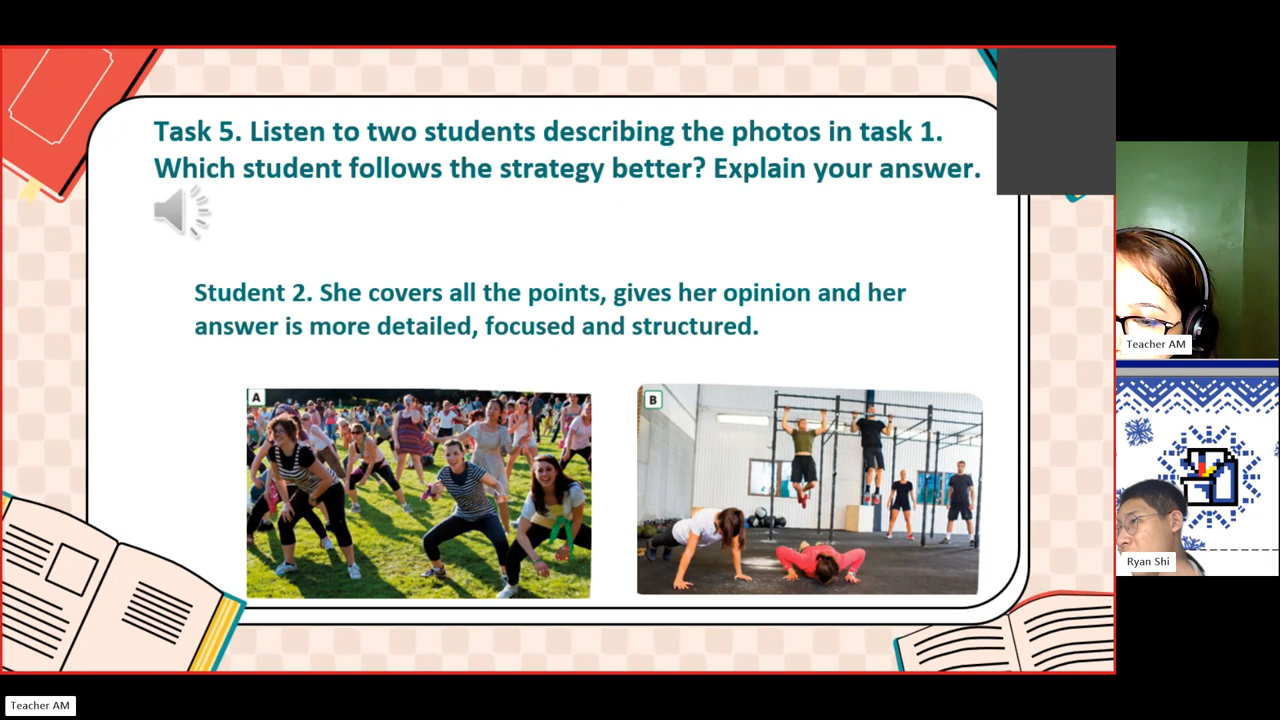 Task 5. Listen to two students describing the photos in task 1.
Which student follows the strategy better? Explain your answer.
Student 2. She covers all the points, gives her opinion and her
answer is more detailed, focused and structured.
A
B
Teacher AM
Ryan Shi
Teacher AM